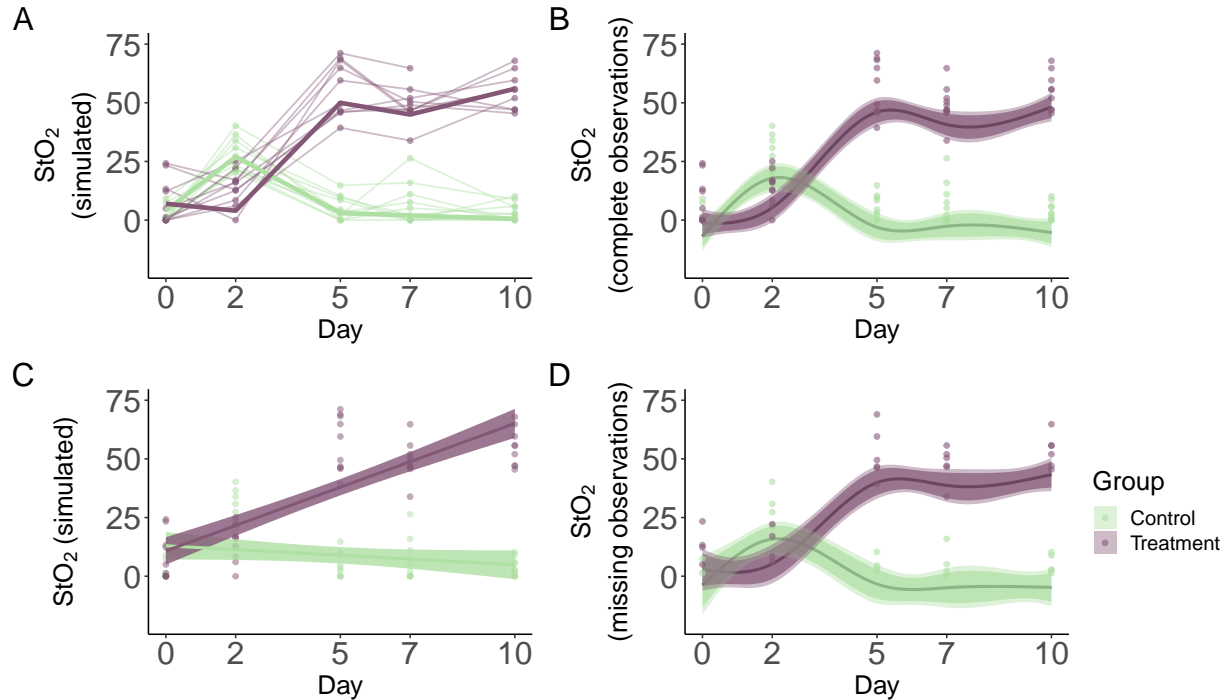 A
StO₂
(simulated)
75
50
25
0
0 2 5 7 10
Day
B
StO₂
(complete observations)
75
50
25
0
0 2 5 7 10
Day
C
StO₂ (simulated)
75
50
25
0
0 2 5 7 10
Day
D
StO₂
(missing observations)
75
50
25
0
0 2 5 7 10
Day
Group
Control
Treatment